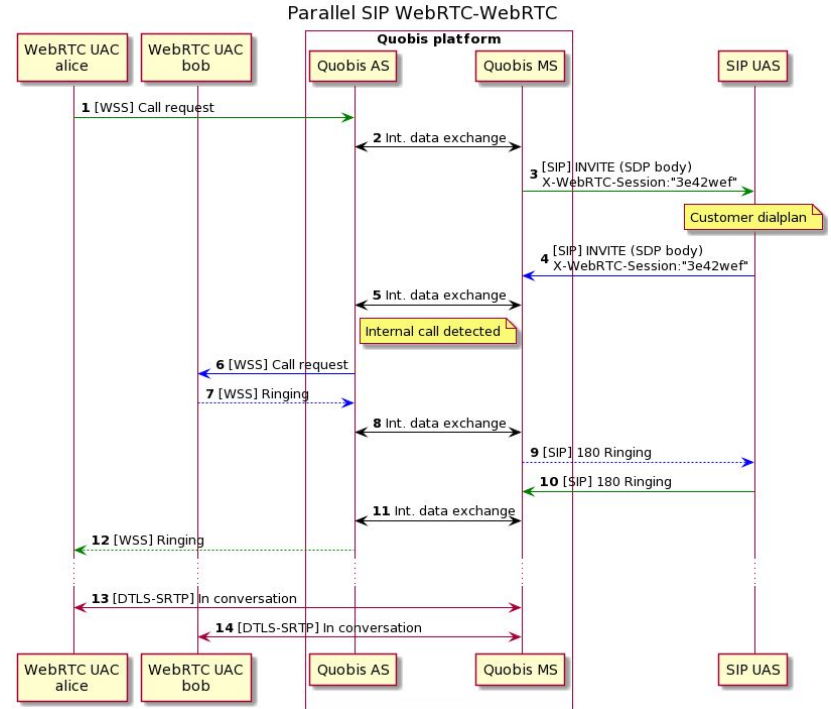 Parallel SIP WebRTC-WebRTC
Quobis platform
WebRTC UAC
alice
WebRTC UAC
bob
Quobis AS
Quobis MS
SIP UAS
1 [WSS] Call request
2 Int. data exchange
3 [SIP] INVITE (SDP body)
X-WebRTC-Session:"3e42wef"
Customer dialplan
4 [SIP] INVITE (SDP body)
X-WebRTC-Session:"3e42wef"
5 Int. data exchange
Internal call detected
6 [WSS] Call request
7 [WSS] Ringing
8 Int. data exchange
9 [SIP] 180 Ringing
10 [SIP] 180 Ringing
11 Int. data exchange
12 [WSS] Ringing
13 [DTLS-SRTP] In conversation
14 [DTLS-SRTP] In conversation
WebRTC UAC
alice
WebRTC UAC
bob
Quobis AS
Quobis MS
SIP UAS